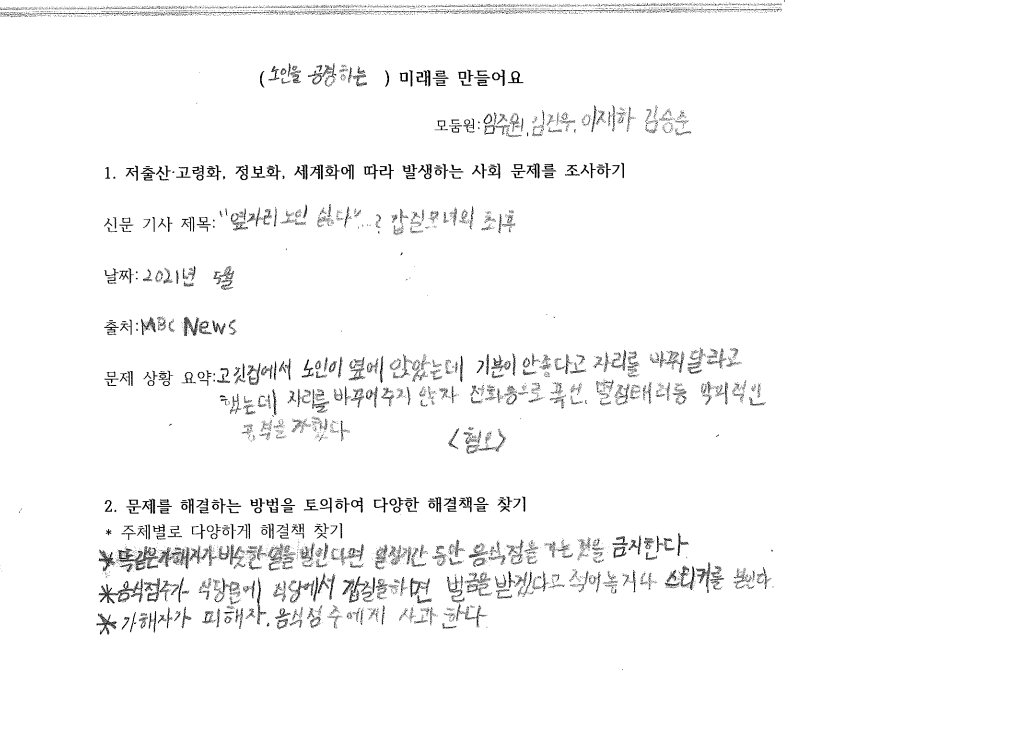 (노인을 공경하는 ) 미래를 만들어요
모둠원:임주원, 임진우, 이재하 김승순
1. 저출산·고령화, 정보화, 세계화에 따라 발생하는 사회 문제를 조사하기
신문 기사 제목:"옆자리 노인 싫다"...? 갑질모녀의 최후
날짜:2021년 5월
출처:MBC News
문제 상황 요약:고깃집에서 노인이 옆에 앉았는데 기분이 안좋다고 자리를 바꿔달라고
했는데 자리를 바꾸어주지 않자 전화등으로 폭언, 별점테러등 악피적인
공격을 가했다
<혐오>
2. 문제를 해결하는 방법을 토의하여 다양한 해결책을 찾기
* 주체별로 다양하게 해결책 찾기
* 똑같은가해자가 비슷한 일을 벌인다면 일정기간 동안 음식점을 가는 것을 금지한다
* 음식점주가 식당문에 식당에서 갑질을하면 벌금을 받겠다고 적어놓거나 스티커를 붙인다.
* 가해자가 피해자, 음식점 주에게 사과 한다